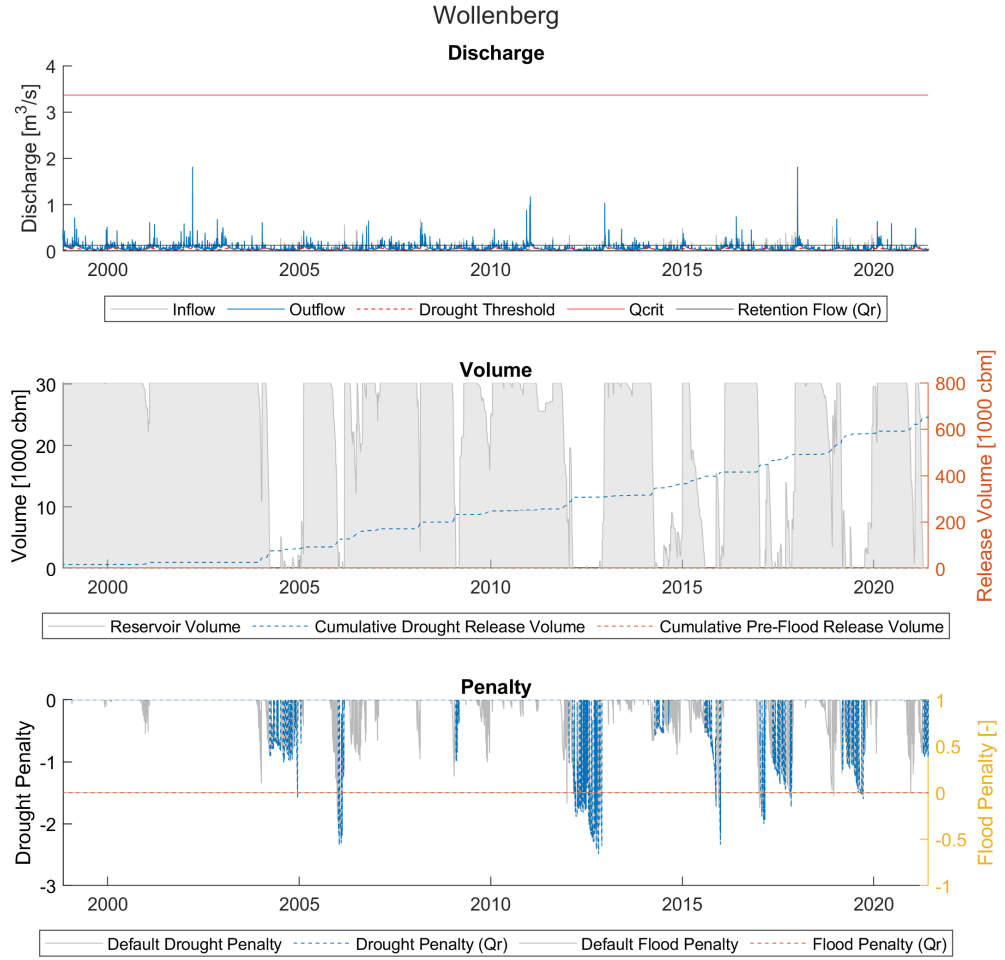 Wollenberg
Discharge
Discharge [m³/s]
4
3
2
1
0
2000 2005 2010 2015 2020
Inflow Outflow Drought Threshold Qcrit Retention Flow (Qr)
Volume
Volume [1000 cbm]
30
20
10
0
800
600
400
200
0
Release Volume [1000 cbm]
2000 2005 2010 2015 2020
Reservoir Volume Cumulative Drought Release Volume Cumulative Pre-Flood Release Volume
Penalty
Drought Penalty
0
-1
-2
-3
1
0.5
0
-0.5
-1
Flood Penalty [-]
2000 2005 2010 2015 2020
Default Drought Penalty Drought Penalty (Qr) Default Flood Penalty Flood Penalty (Qr)